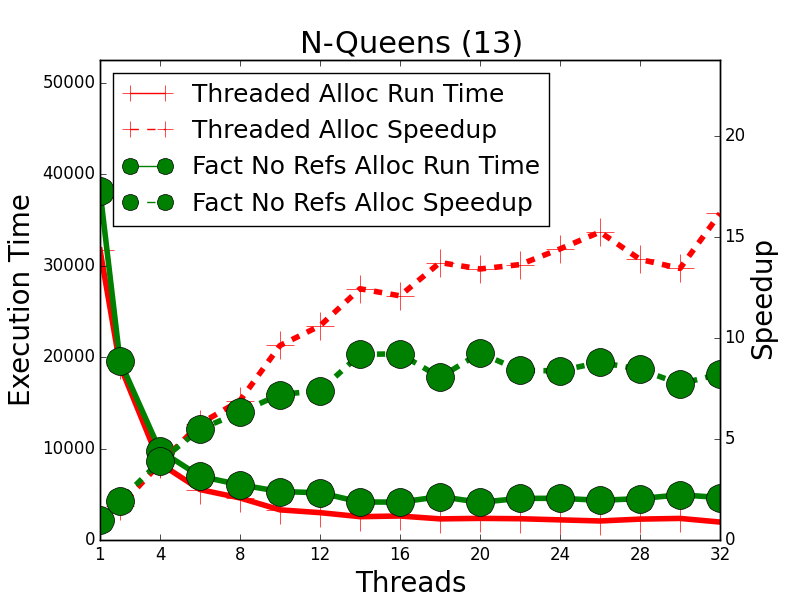 N-Queens (13)
Threaded Alloc Run Time
Threaded Alloc Speedup
Fact No Refs Alloc Run Time
Fact No Refs Alloc Speedup
Execution Time
50000
40000
30000
20000
10000
0
Speedup
20
15
10
5
0
1 4 8 12 16 20 24 28 32
Threads